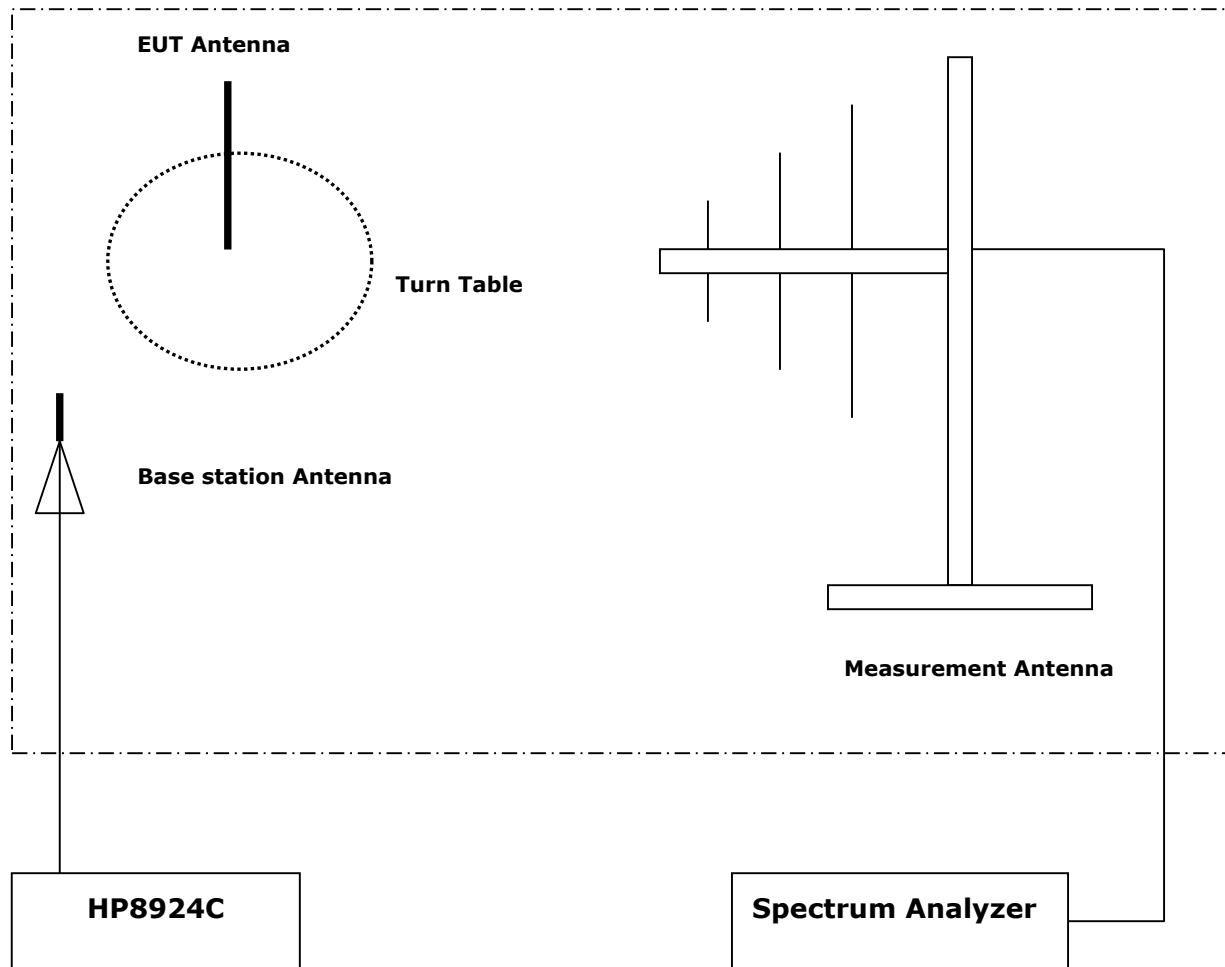 EUT Antenna
Turn Table
Base station Antenna
Measurement Antenna
HP8924C
Spectrum Analyzer